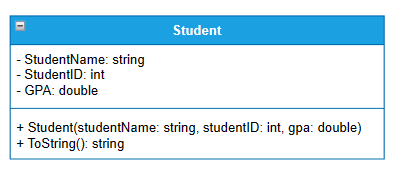 Student
- StudentName: string
- StudentID: int
- GPA: double
+ Student(studentName: string, studentID: int, gpa: double)
+ ToString(): string